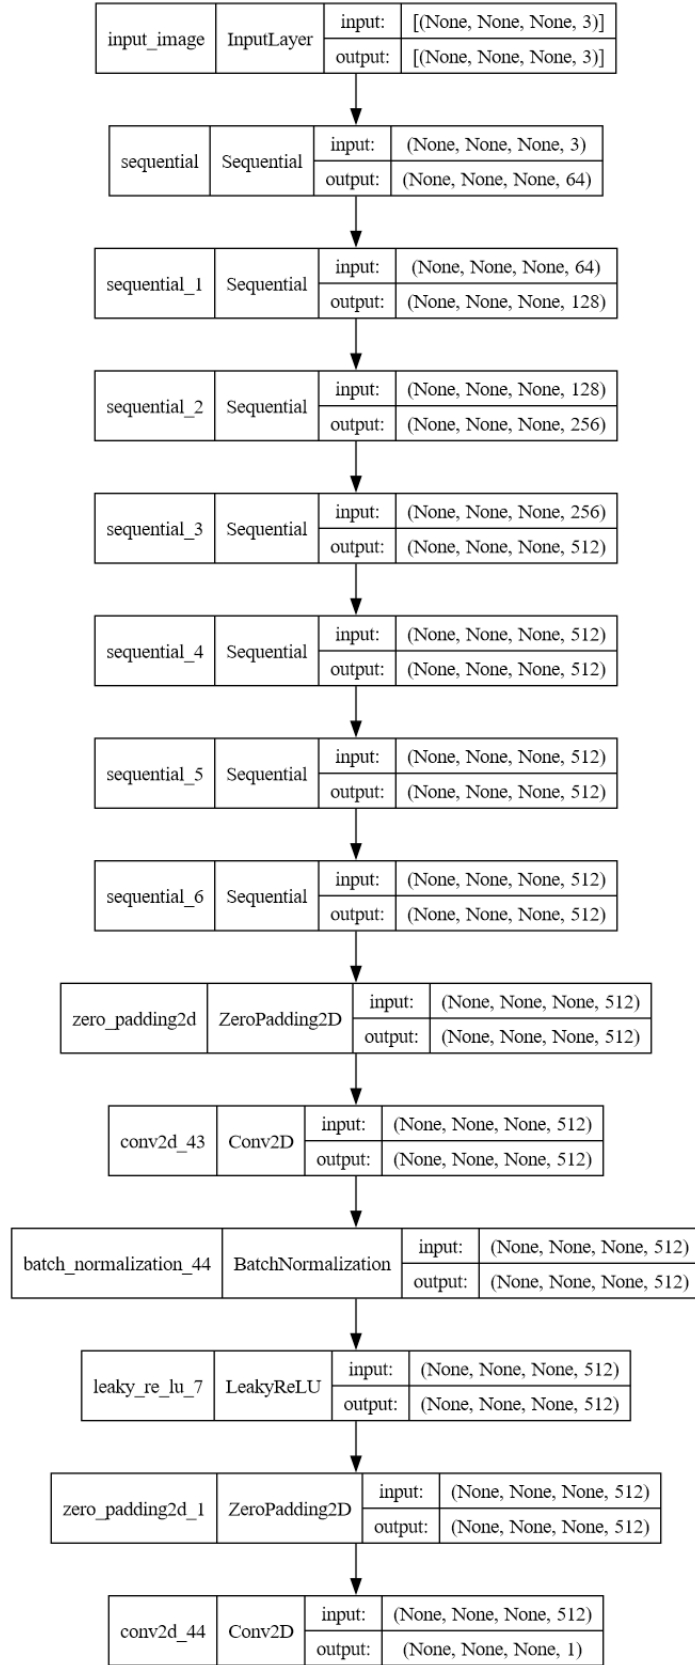 input_image InputLayer input: [(None, None, None, 3)]
output: [(None, None, None, 3)]
sequential Sequential input: (None, None, None, 3)
output: (None, None, None, 64)
sequential_1 Sequential input: (None, None, None, 64)
output: (None, None, None, 128)
sequential_2 Sequential input: (None, None, None, 128)
output: (None, None, None, 256)
sequential_3 Sequential input: (None, None, None, 256)
output: (None, None, None, 512)
sequential_4 Sequential input: (None, None, None, 512)
output: (None, None, None, 512)
sequential_5 Sequential input: (None, None, None, 512)
output: (None, None, None, 512)
sequential_6 Sequential input: (None, None, None, 512)
output: (None, None, None, 512)
zero_padding2d ZeroPadding2D input: (None, None, None, 512)
output: (None, None, None, 512)
conv2d_43 Conv2D input: (None, None, None, 512)
output: (None, None, None, 512)
batch_normalization_44 BatchNormalization input: (None, None, None, 512)
output: (None, None, None, 512)
leaky_re_lu_7 LeakyReLU input: (None, None, None, 512)
output: (None, None, None, 512)
zero_padding2d_1 ZeroPadding2D input: (None, None, None, 512)
output: (None, None, None, 512)
conv2d_44 Conv2D input: (None, None, None, 512)
output: (None, None, None, 1)